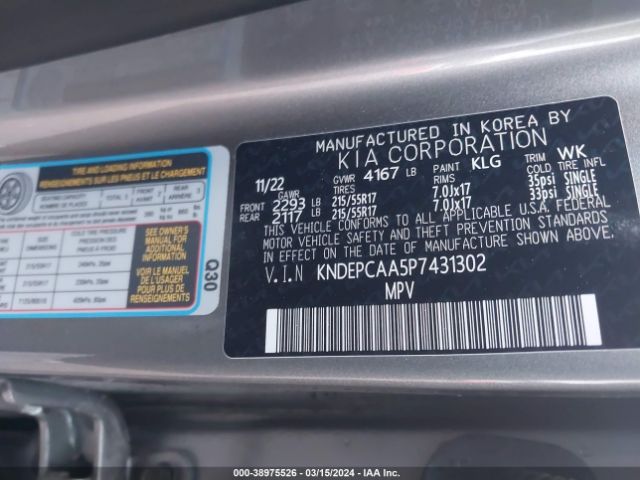 TIRE AND LOADING INFORMATION
RENSEIGNEMENTS SUR LES PNEUS ET LE CHARGEMENT
SEE OWNER'S
MANUAL FOR
ADDITIONAL
INFORMATION
VOIR LE MANUEL
DE L'USAGER
POUR PLUS DE
RENSEIGNEMENTS
Q30
MANUFACTURED IN KOREA BY
KIA CORPORATION
11/22 GVWR 4167 LB PAINT KLG TRIM WK
GAWR TIRES RIMS COLD TIRE INFL
FRONT 2293 LB 215/55R17 7.0Jx17 35psi SINGLE
REAR 2117 LB 215/55R17 7.0Jx17 33psi SINGLE
THIS VEHICLE CONFORMS TO ALL APPLICABLE U.S.A. FEDERAL
MOTOR VEHICLE SAFETY AND THEFT PREVENTION STANDARDS
IN EFFECT ON THE DATE OF MANUFACTURE SHOWN ABOVE.
V.I.N KNDEPCAA5P7431302
MPV
000-38975526 - 03/15/2024 - IAAI.COM